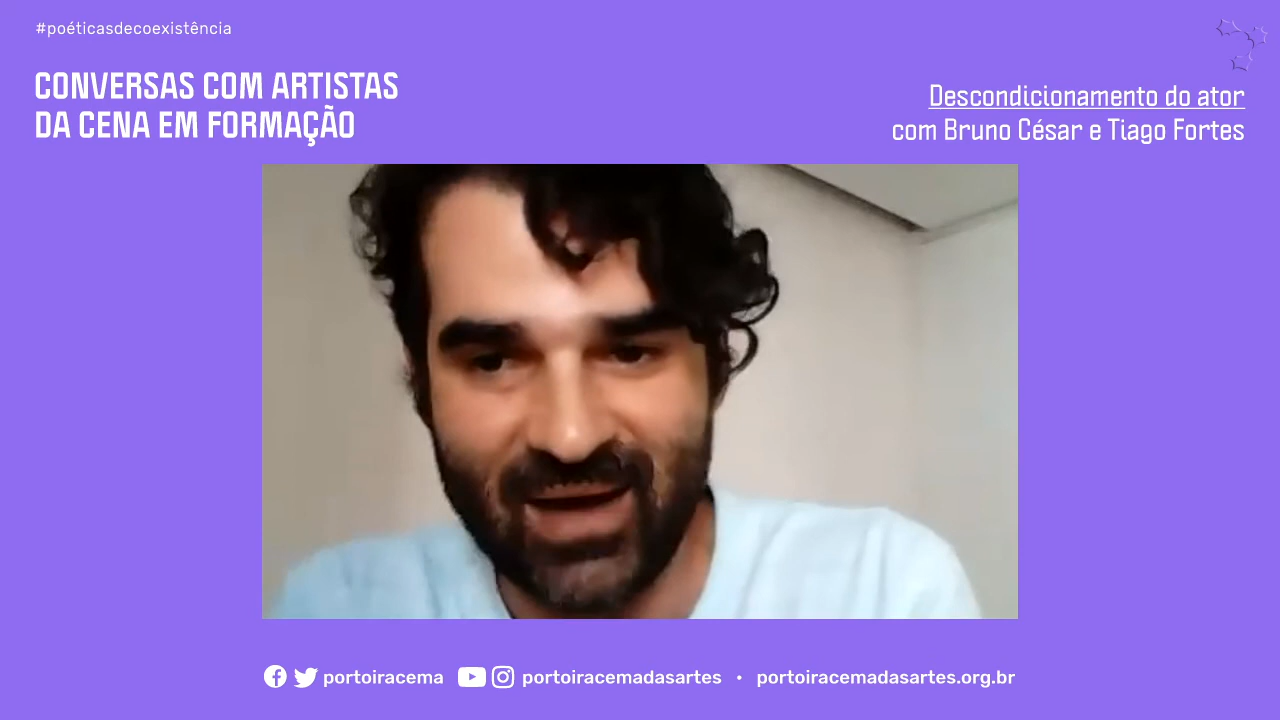 #poéticasdecoexistência
CONVERSAS COM ARTISTAS
DA CENA EM FORMAÇÃO
Descondicionamento do ator
com Bruno César e Tiago Fortes
portoiracema portoiracemadasartes • portoiracemadasartes.org.br